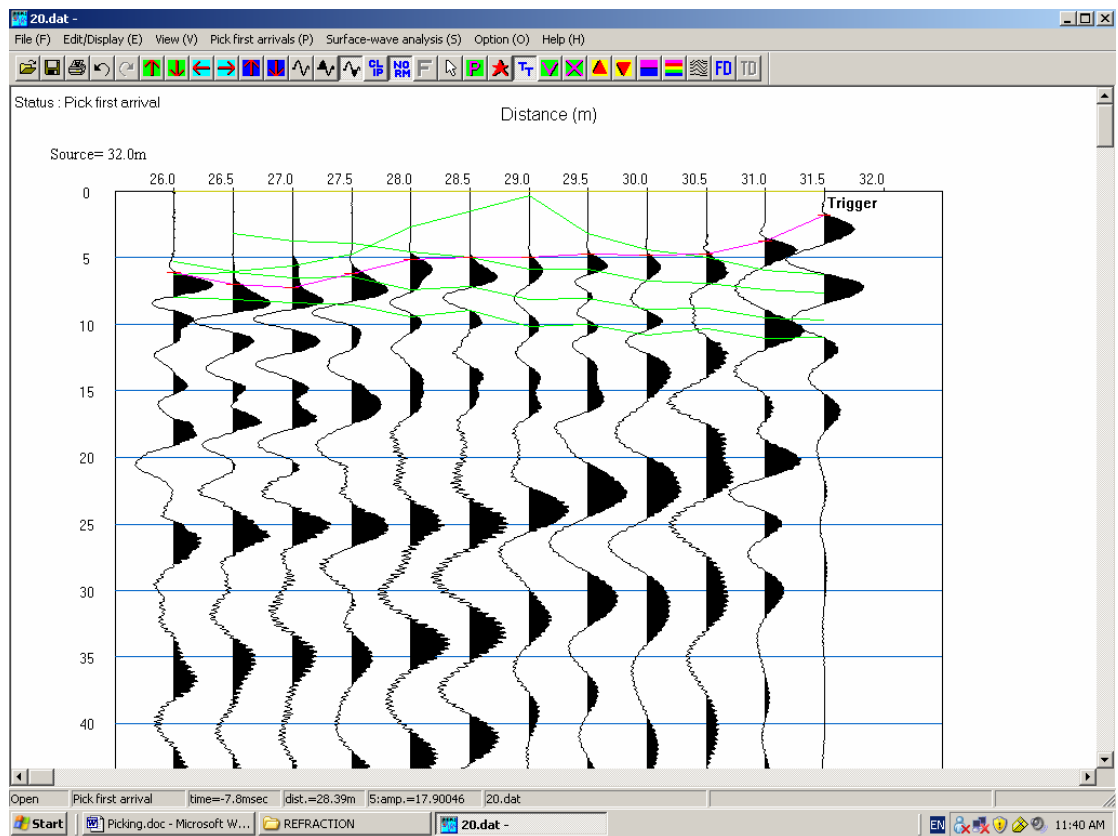 20.dat -
File (F) Edit/Display (E) View (V) Pick first arrivals (P) Surface-wave analysis (S) Option (O) Help (H)
CL IP NO RM F P TT FD TD
Status : Pick first arrival
Distance (m)
Source= 32.0m
26.0 26.5 27.0 27.5 28.0 28.5 29.0 29.5 30.0 30.5 31.0 31.5 32.0
0
Trigger
5
10
15
20
25
30
35
40
Open Pick first arrival time=-7.8msec dist.=28.39m 5:amp.=17.90046 20.dat
Start Picking.doc - Microsoft W... REFRACTION 20.dat - EN 11:40 AM